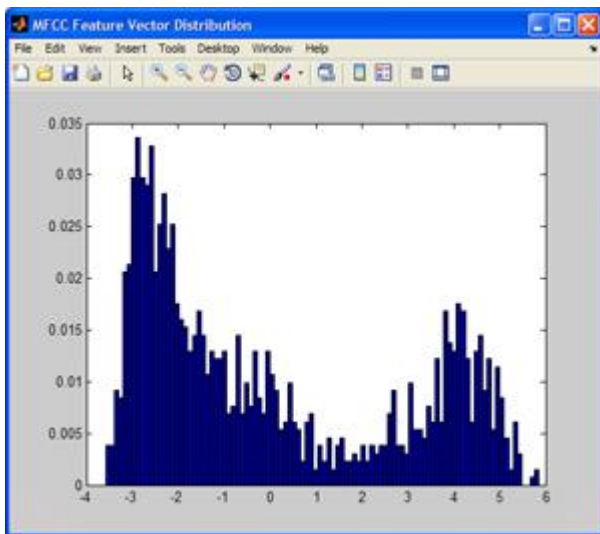 MFCC Feature Vector Distribution
File Edit View Insert Tools Desktop Window Help
0.035
0.03
0.025
0.02
0.015
0.01
0.005
0
-4 -3 -2 -1 0 1 2 3 4 5 6